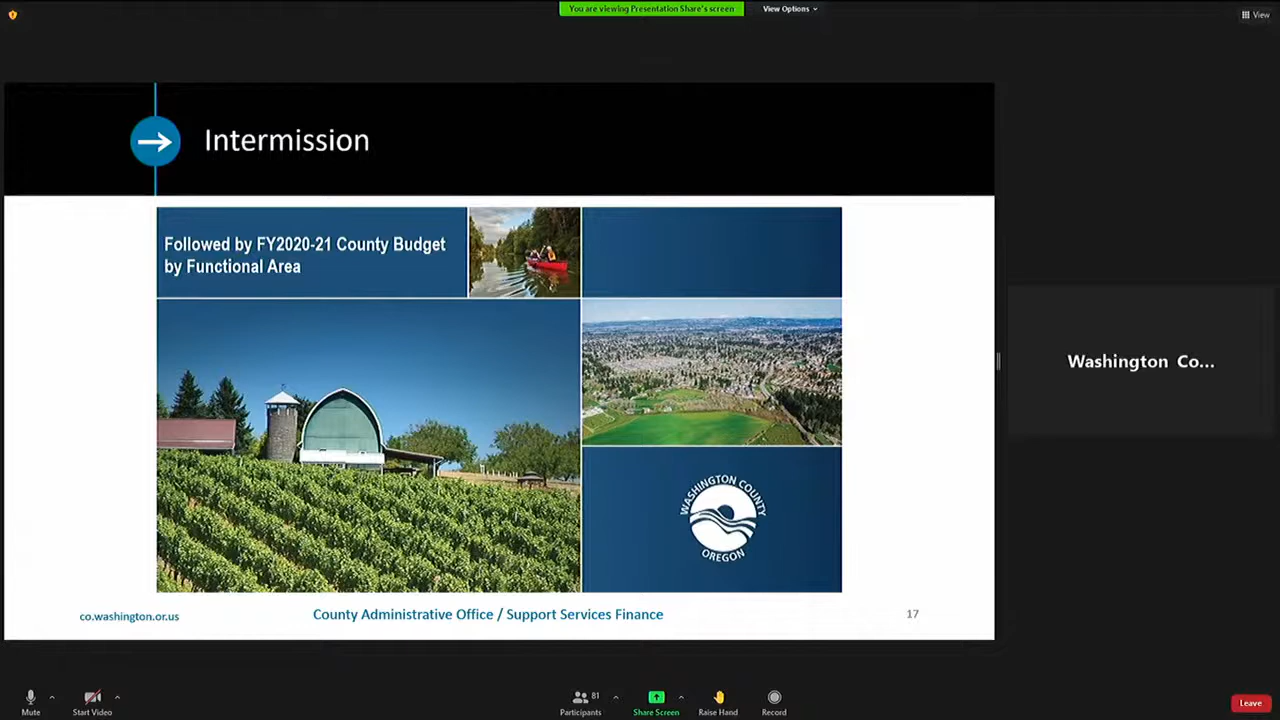 You are viewing Presentation Share's screen
View Options
View
Intermission
Followed by FY2020-21 County Budget
by Functional Area
WASHINGTON COUNTY
OREGON
Washington Co...
co.washington.or.us
County Administrative Office / Support Services Finance
17
Mute
Start Video
81
Participants
Share Screen
Raise Hand
Record
Leave